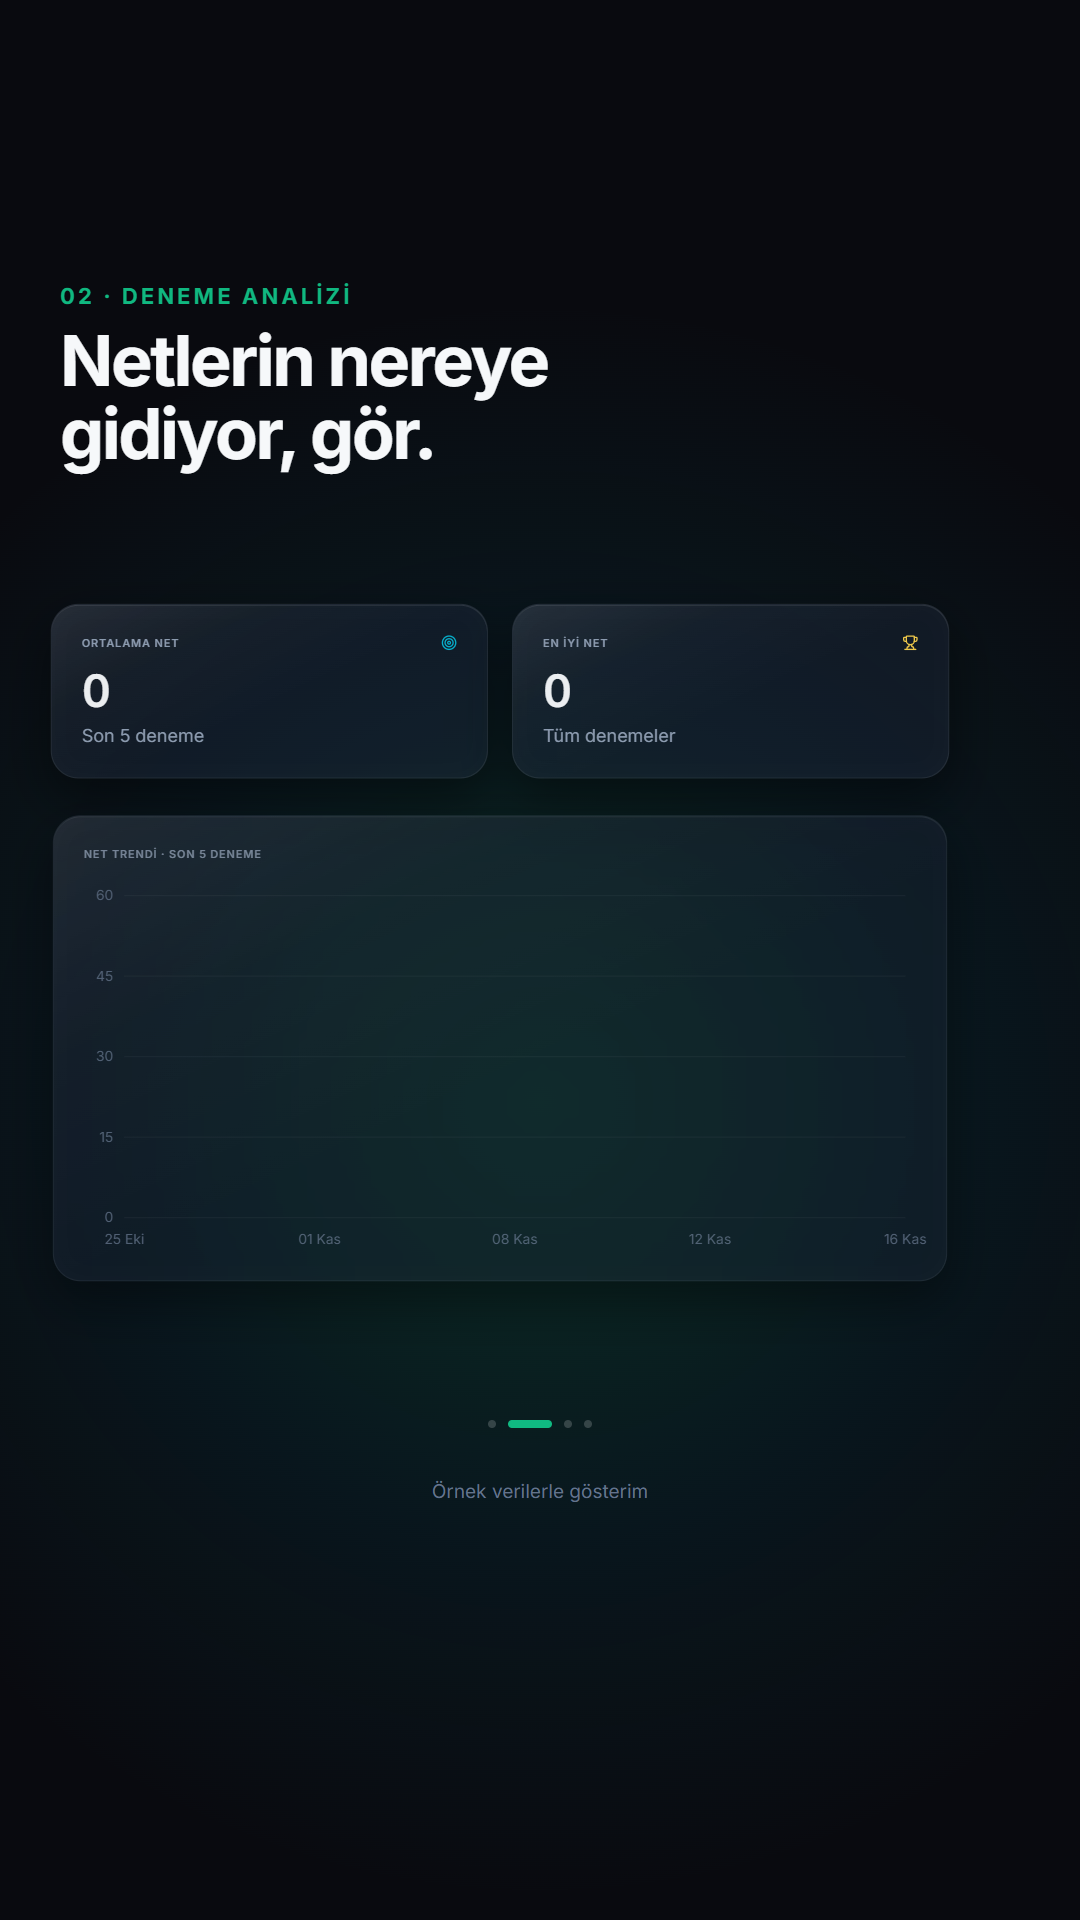 02 · DENEME ANALİZİ
Netlerin nereye
gidiyor, gör.
ORTALAMA NET
0
Son 5 deneme
EN İYİ NET
0
Tüm denemeler
NET TRENDİ · SON 5 DENEME
60
45
30
15
0
25 Eki 01 Kas 08 Kas 12 Kas 16 Kas
Örnek verilerle gösterim